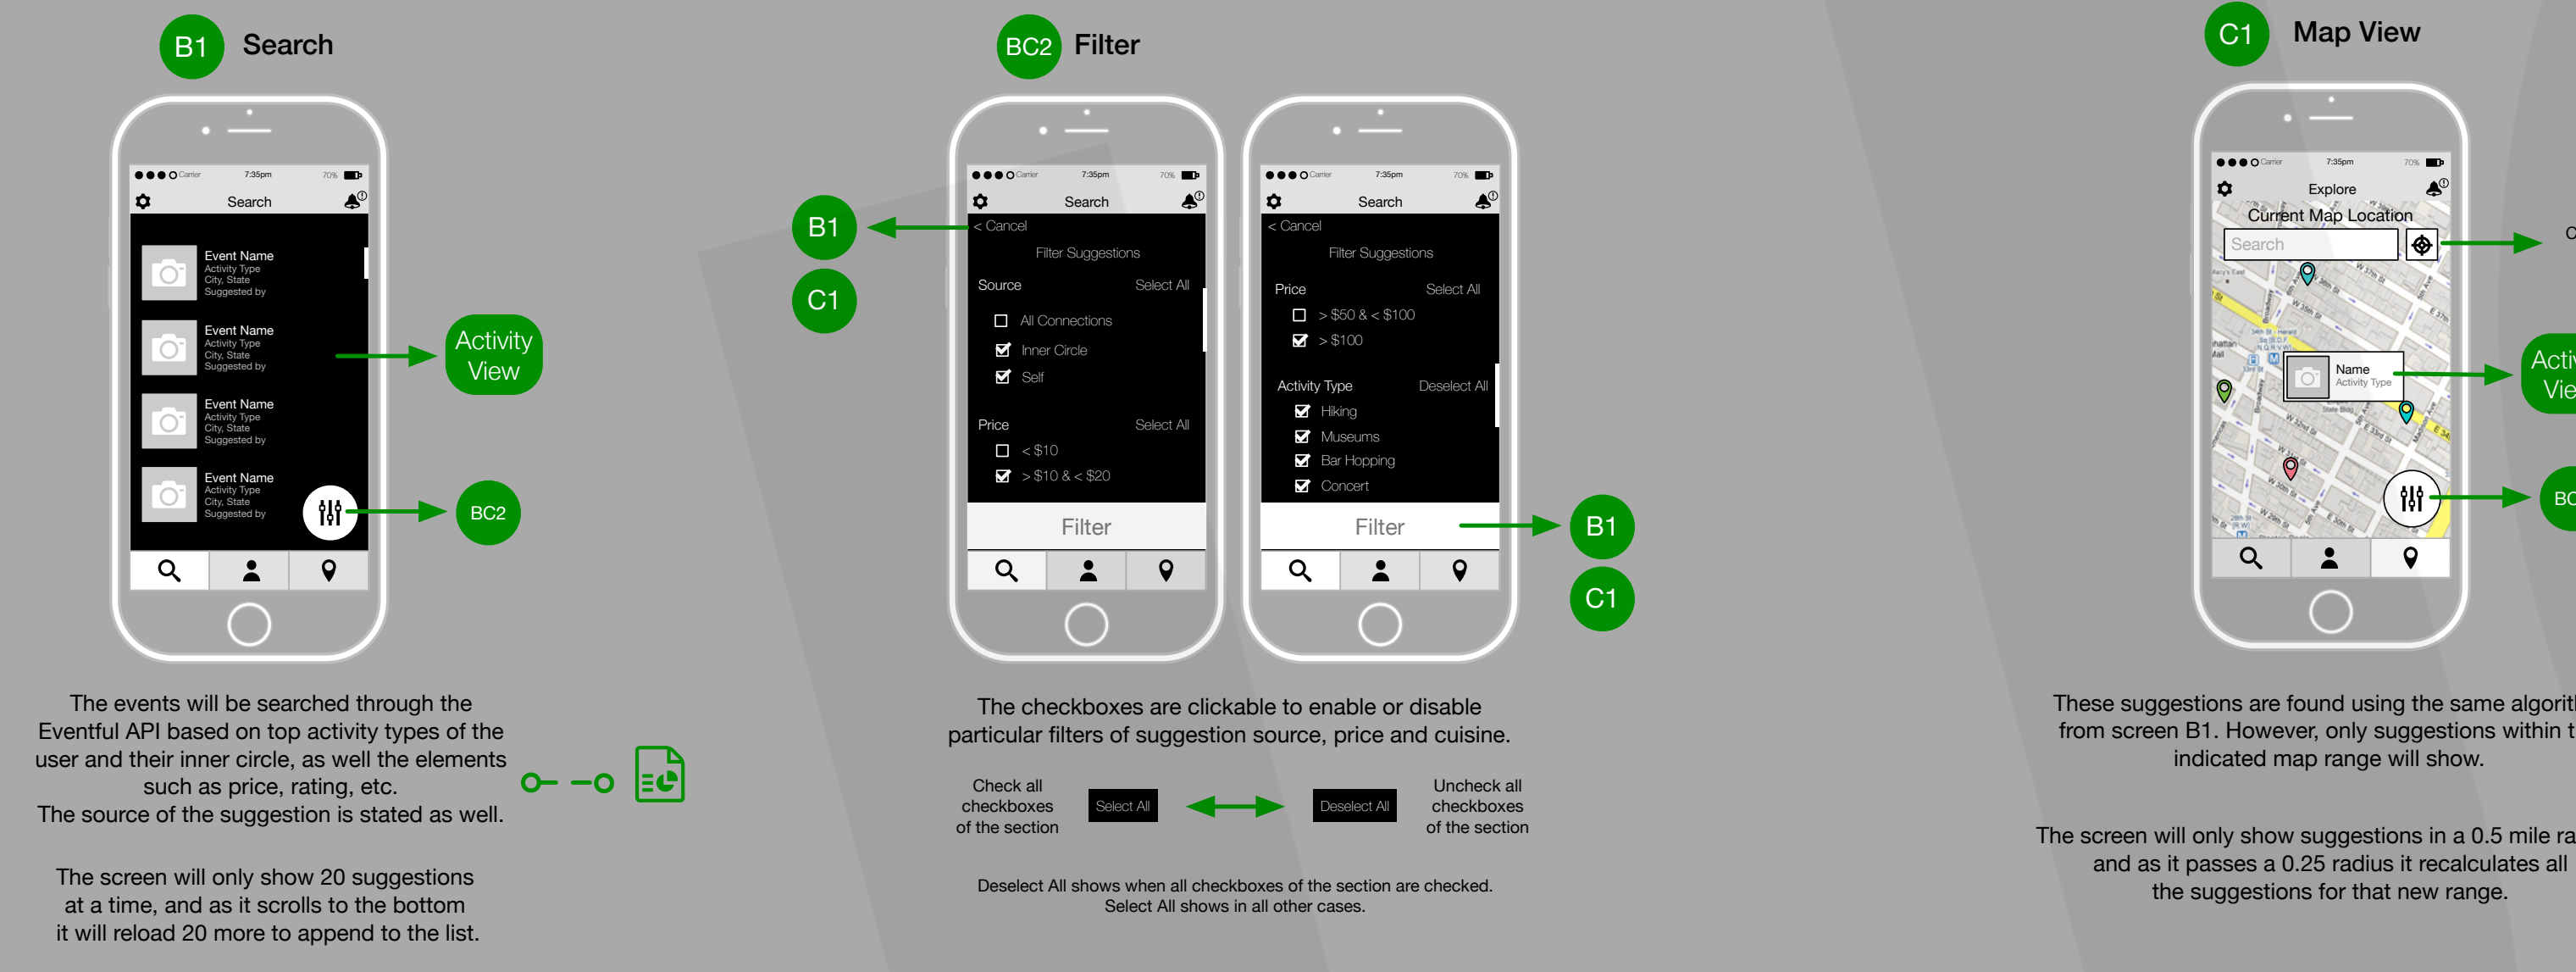 B1 Search
Carrier 7:35pm 70%
Search
Event Name
Activity Type
City, State
Suggested by
Event Name
Activity Type
City, State
Suggested by
Event Name
Activity Type
City, State
Suggested by
Event Name
Activity Type
City, State
Suggested by
Activity
View
BC2
The events will be searched through the
Eventful API based on top activity types of the
user and their inner circle, as well the elements
such as price, rating, etc.
The source of the suggestion is stated as well.
The screen will only show 20 suggestions
at a time, and as it scrolls to the bottom
it will reload 20 more to append to the list.
BC2 Filter
B1
C1
Carrier 7:35pm 70%
Search
< Cancel
Filter Suggestions
Source Select All
All Connections
Inner Circle
Self
Price Select All
< $10
> $10 & < $20
Filter
Carrier 7:35pm 70%
Search
< Cancel
Filter Suggestions
Price Select All
> $50 & < $100
> $100
Activity Type Deselect All
Hiking
Museums
Bar Hopping
Concert
Filter
B1
C1
The checkboxes are clickable to enable or disable
particular filters of suggestion source, price and cuisine.
Check all
checkboxes
of the section
Select All
Deselect All
Uncheck all
checkboxes
of the section
Deselect All shows when all checkboxes of the section are checked.
Select All shows in all other cases.
C1 Map View
Carrier 7:35pm 70%
Explore
Current Map Location
Search
Name
Activity Type
These suggestions are found using the same
from screen B1. However, only suggestions within
indicated map range will show.
The screen will only show suggestions in a 0.5 mile
and as it passes a 0.25 radius it recalculates all
the suggestions for that new range.